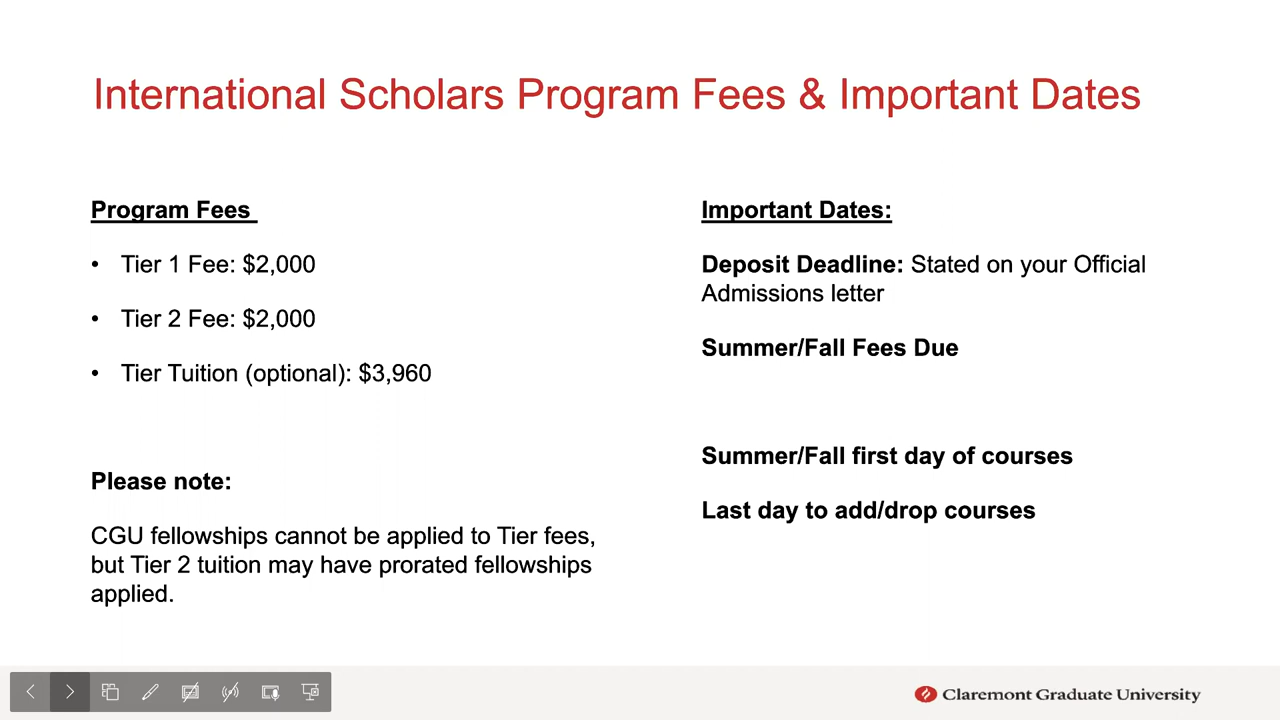 International Scholars Program Fees & Important Dates
Program Fees
• Tier 1 Fee: $2,000
• Tier 2 Fee: $2,000
• Tier Tuition (optional): $3,960
Please note:
CGU fellowships cannot be applied to Tier fees,
but Tier 2 tuition may have prorated fellowships
applied.
Important Dates:
Deposit Deadline: Stated on your Official
Admissions letter
Summer/Fall Fees Due
Summer/Fall first day of courses
Last day to add/drop courses
Claremont Graduate University